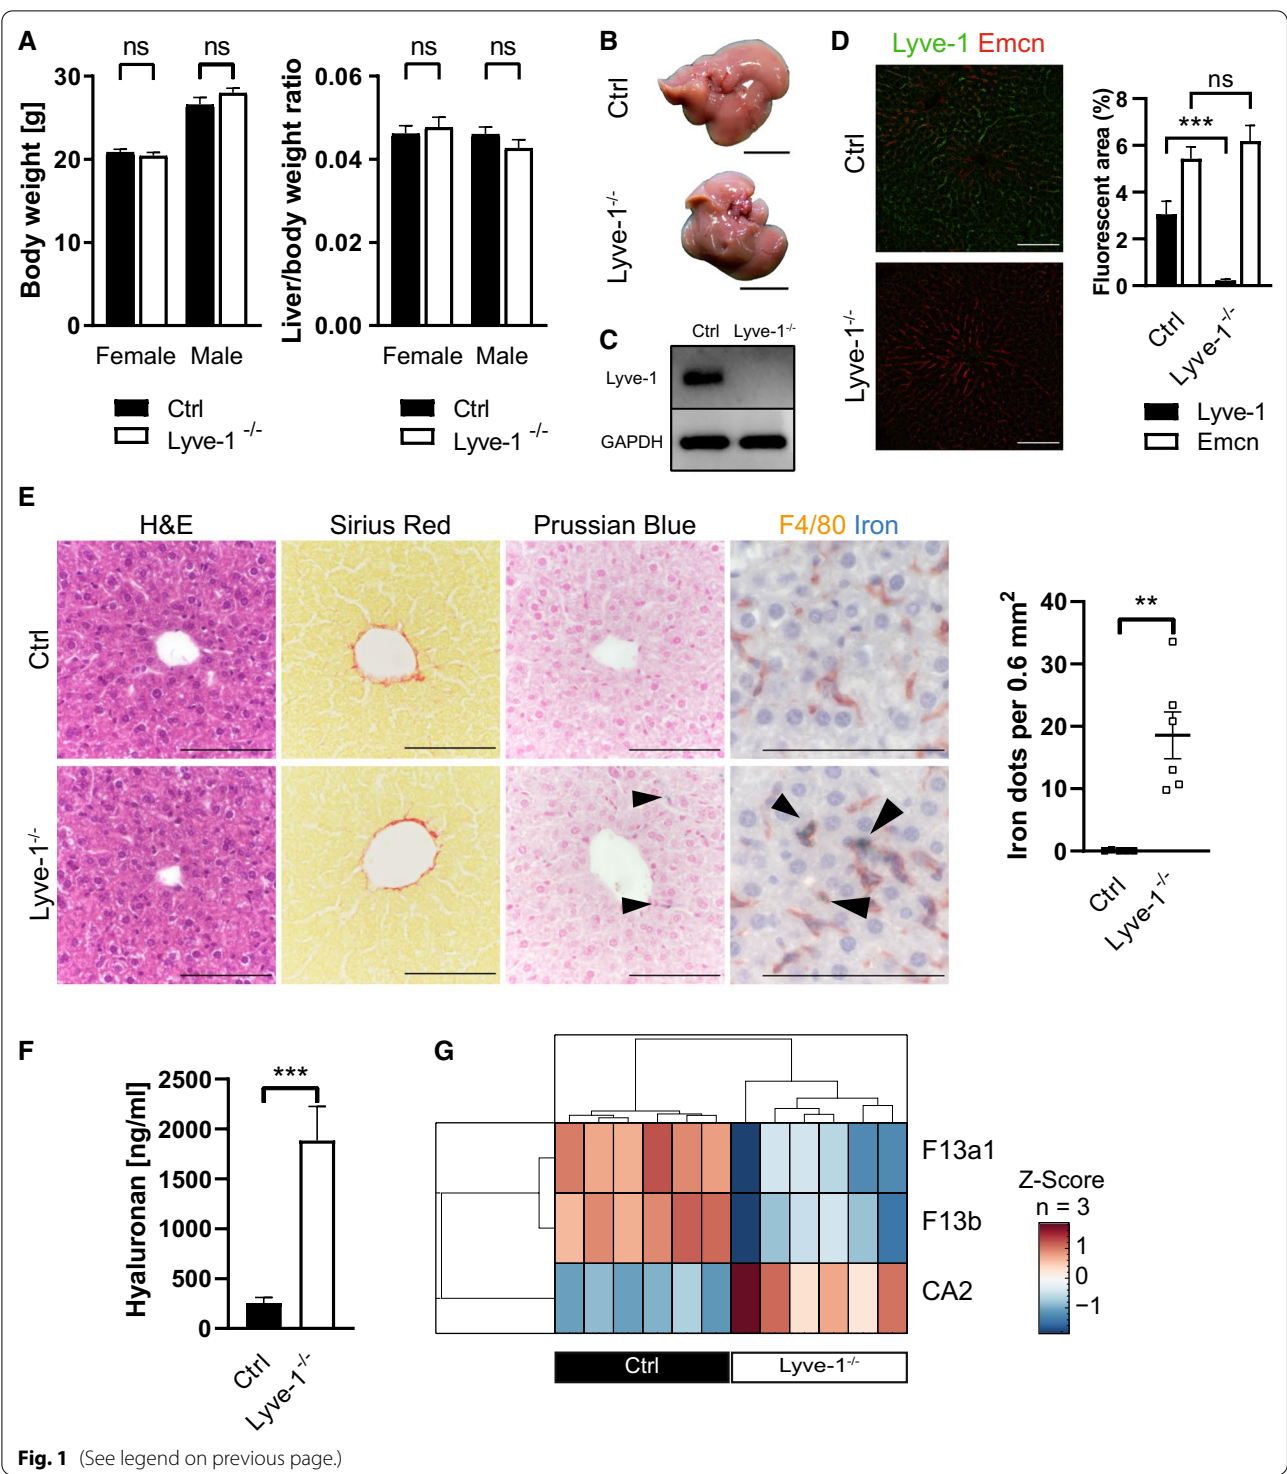 A
ns
ns
Body weight [g]
30
20
10
0
Female Male
Ctrl
Lyve-1 -/-
ns
ns
Liver/body weight ratio
0.06
0.04
0.02
0.00
Female Male
Ctrl
Lyve-1 -/-
B
Ctrl
Lyve-1-/-
C
Ctrl Lyve-1-/-
Lyve-1
GAPDH
D
Lyve-1 Emcn
Ctrl
Lyve-1-/-
Fluorescent area (%)
8
6
4
2
0
ns
***
Ctrl
Lyve-1-/-
Lyve-1
Emcn
E
H&E Sirius Red Prussian Blue F4/80 Iron
Ctrl
Lyve-1-/-
Iron dots per 0.6 mm2
40
30
20
10
0
**
Ctrl
Lyve-1-/-
F
Hyaluronan [ng/ml]
2500
2000
1500
1000
500
0
***
Ctrl
Lyve-1-/-
G
F13a1
F13b
CA2
Ctrl
Lyve-1-/-
Z-Score
n = 3
1
0
−1
Fig. 1 (See legend on previous page.)